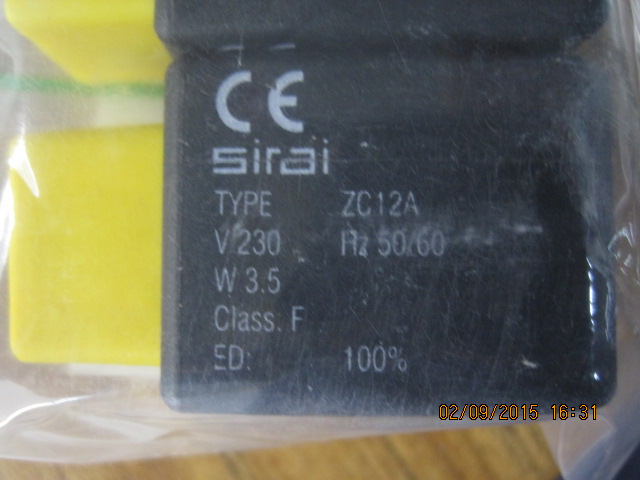 CE
sirai
TYPE ZC12A
V 230 Hz 50/60
W 3.5
Class. F
ED: 100%
02/09/2015 16:31